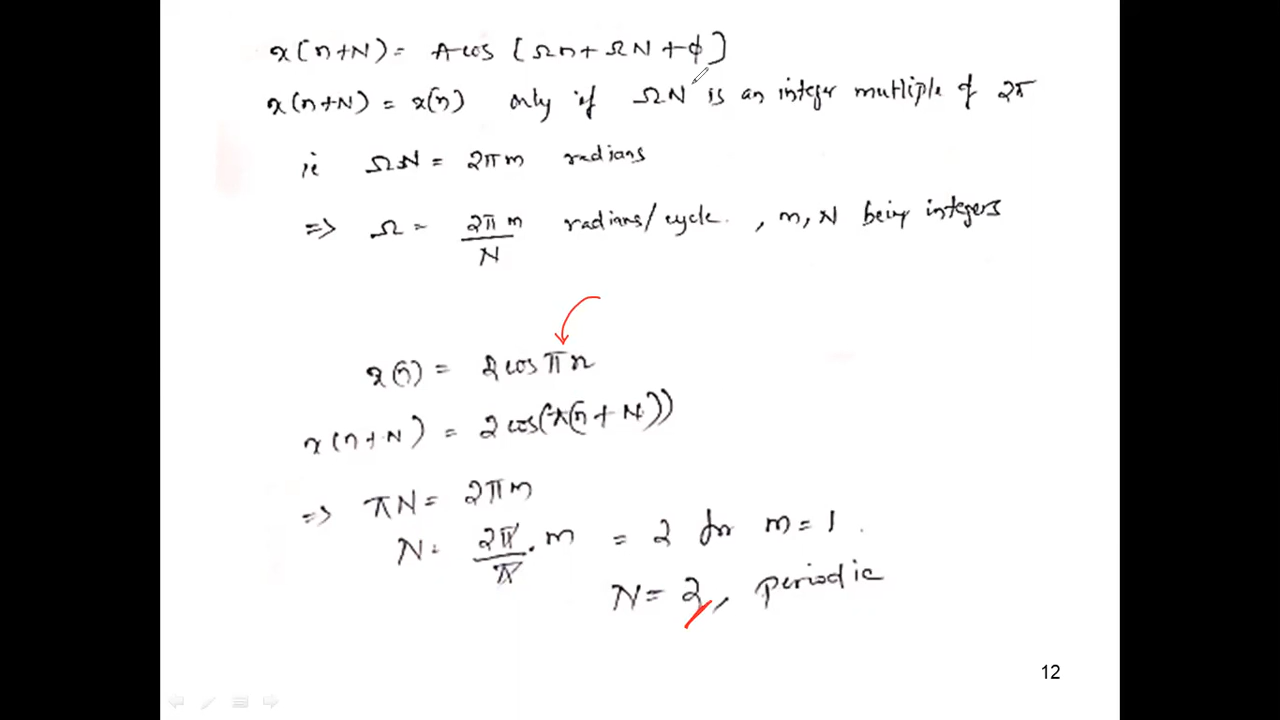 x(n+N) = A cos [Ωn + ΩN + ϕ]
x(n+N) = x(n) only if ΩN is an integer multiple of 2π
ie ΩN = 2πm radians
=> Ω = 2πm/N radians/cycle. , m, N being integers
x(n) = 2 cos πn
x(n+N) = 2 cos(π(n+N))
=> πN = 2πm
N = 2π/π . m = 2 for m = 1 .
N = 2, periodic
12